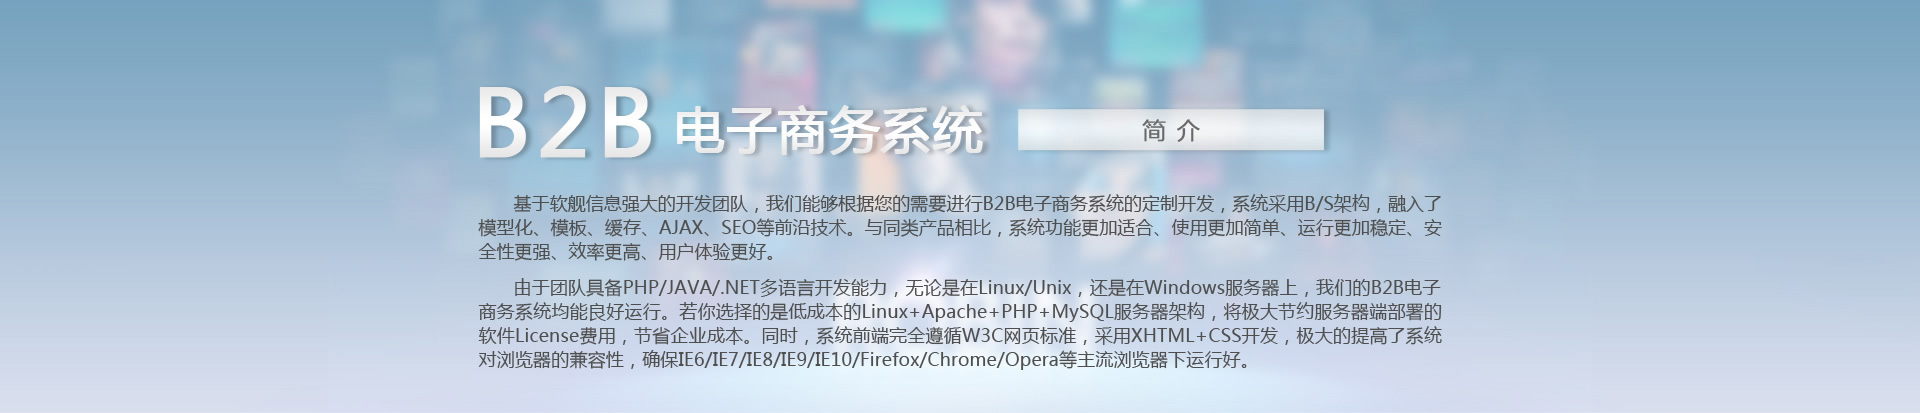 B2B 电子商务系统 简 介
基于软舰信息强大的开发团队，我们能够根据您的需要进行B2B电子商务系统的定制开发，系统采用B/S架构，融入了
模型化、模板、缓存、AJAX、SEO等前沿技术。与同类产品相比，系统功能更加适合、使用更加简单、运行更加稳定、安
全性更强、效率更高、用户体验更好。
由于团队具备PHP/JAVA/.NET多语言开发能力，无论是在Linux/Unix，还是在Windows服务器上，我们的B2B电子
商务系统均能良好运行。若你选择的是低成本的Linux+Apache+PHP+MySQL服务器架构，将极大节约服务器端部署的
软件License费用，节省企业成本。同时，系统前端完全遵循W3C网页标准，采用XHTML+CSS开发，极大的提高了系统
对浏览器的兼容性，确保IE6/IE7/IE8/IE9/IE10/Firefox/Chrome/Opera等主流浏览器下运行好。